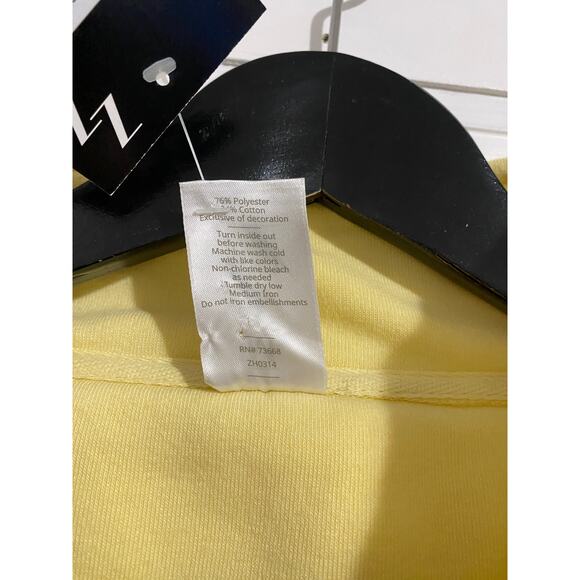 76% Polyester
Cotton
Exclusive of decoration
Turn inside out
before washing
Machine wash cold
with like colors
Non-chlorine bleach
as needed
Tumble dry low
Medium Iron
Do not iron embellishments
RN# 73668
ZH0314